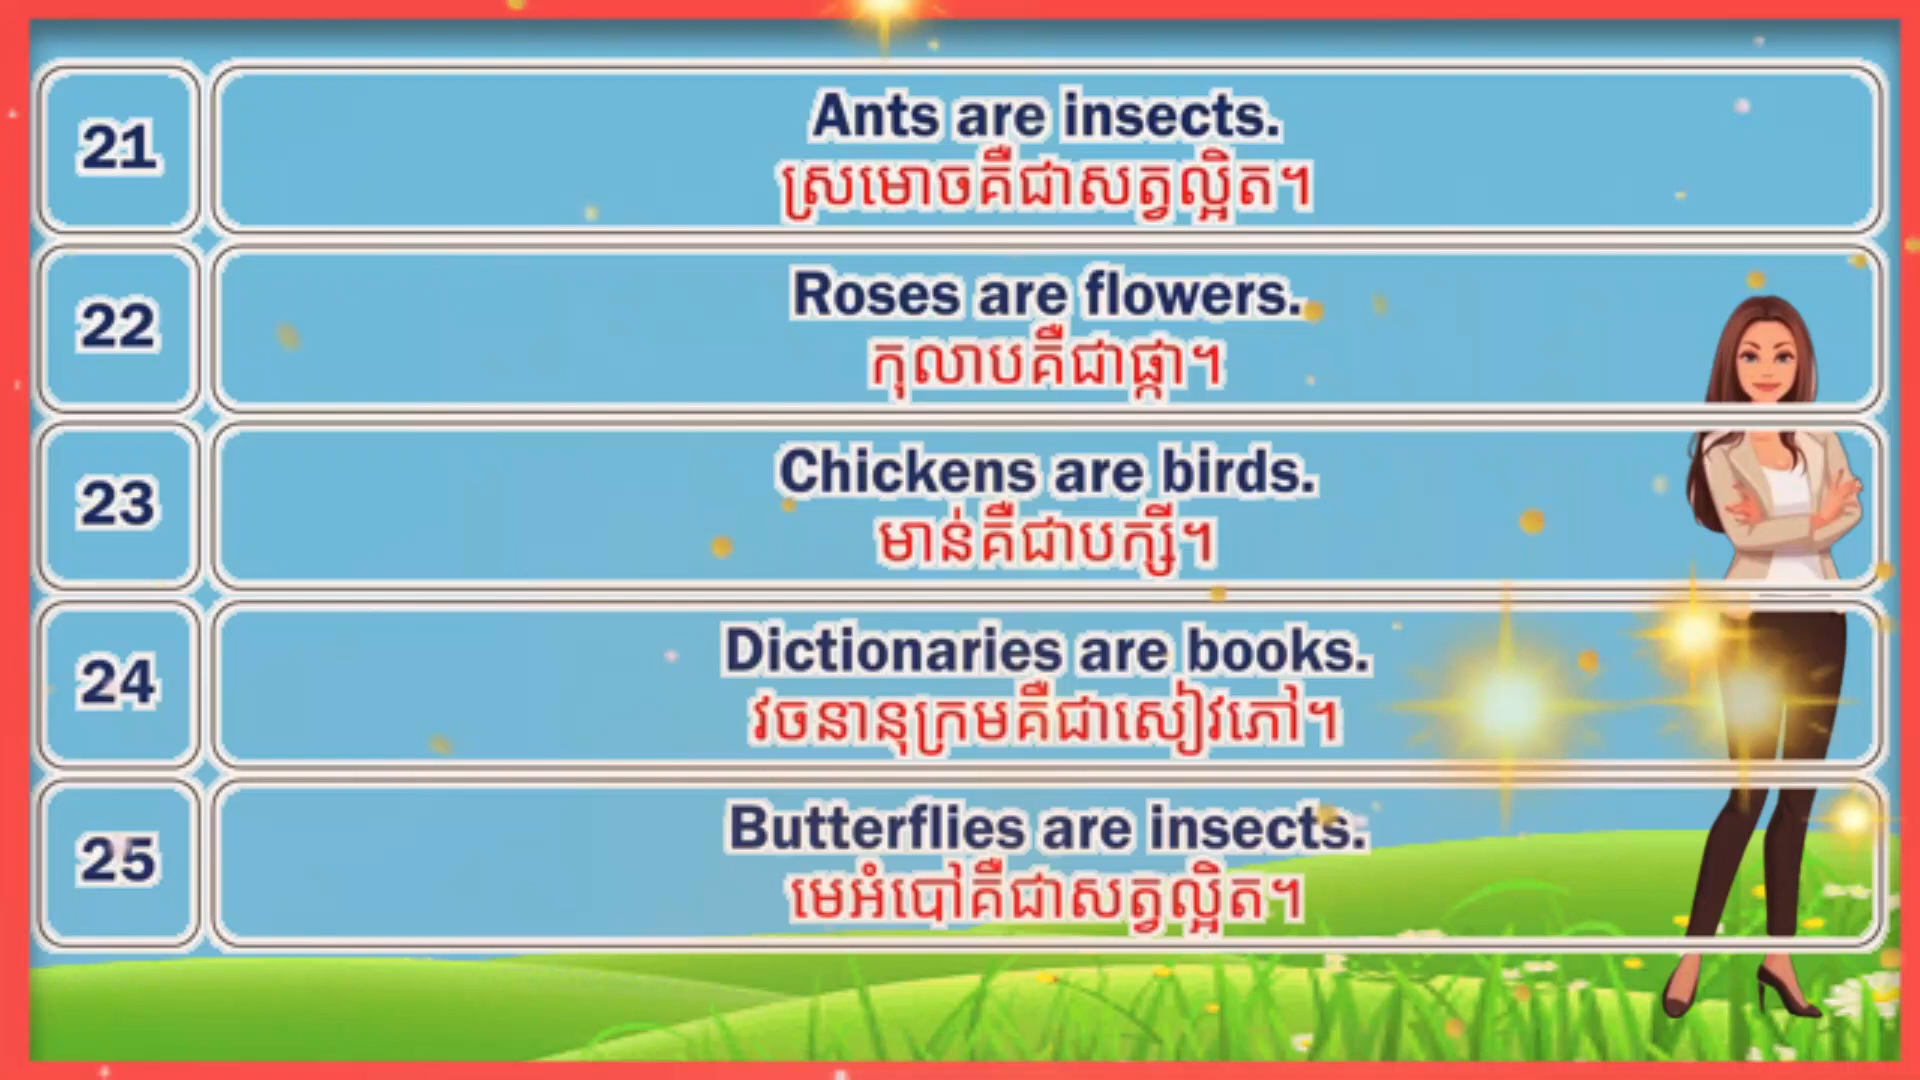 21
Ants are insects.
ស្រមោចគឺជាសត្វល្អិត។
22
Roses are flowers.
កុលាបគឺជាផ្កា។
23
Chickens are birds.
មាន់គឺជាបក្សី។
24
Dictionaries are books.
វចនានុក្រមគឺជាសៀវភៅ។
25
Butterflies are insects.
មេអំបៅគឺជាសត្វល្អិត។